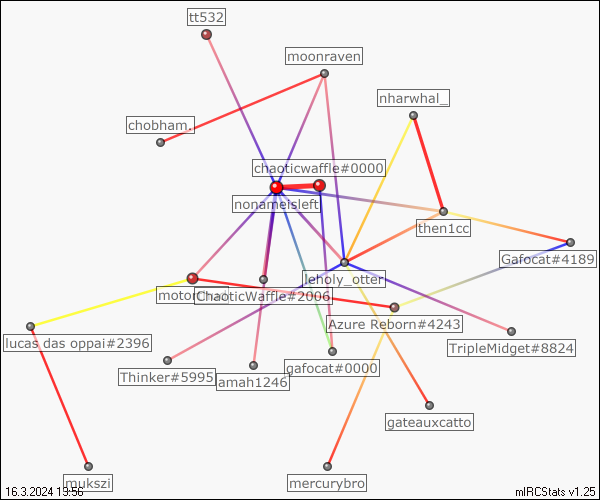 tt532
moonraven
nharwhal_
chobham.
chaoticwaffle#0000
nonameisleft
then1cc
Gafocat#4189
leholy_otter
ChaoticWaffle#2006
Azure Reborn#4243
lucas das oppai#2396
TripleMidget#8824
gafocat#0000
Thinker#5995
amah1246
gateauxcatto
mukszi
mercurybro
16.3.2024 19:56
mIRCStats v1.25